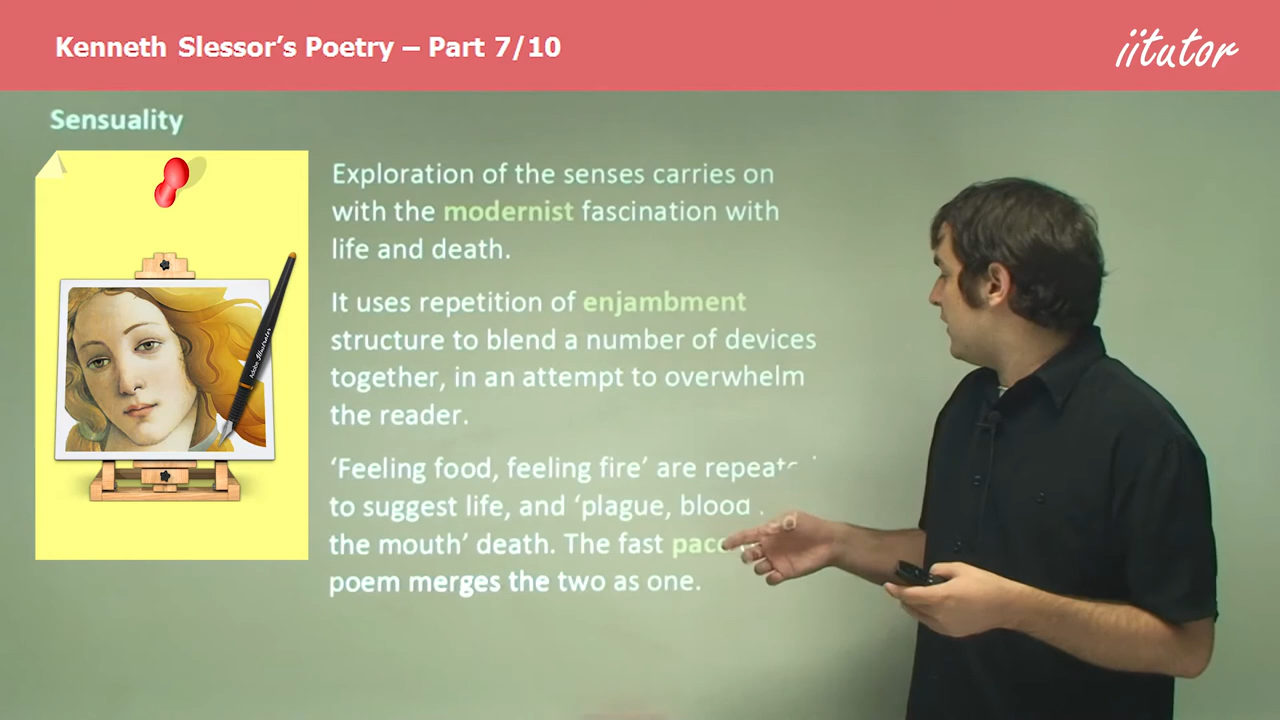 Kenneth Slessor's Poetry – Part 7/10
iitutor
Sensuality
Exploration of the senses carries on
with the modernist fascination with
life and death.
It uses repetition of enjambment
structure to blend a number of devices
together, in an attempt to overwhelm
the reader.
Adobe Illustrator
'Feeling food, feeling fire' are
to suggest life, and 'plague, blood
the mouth' death. The fast
poem merges the two as one.